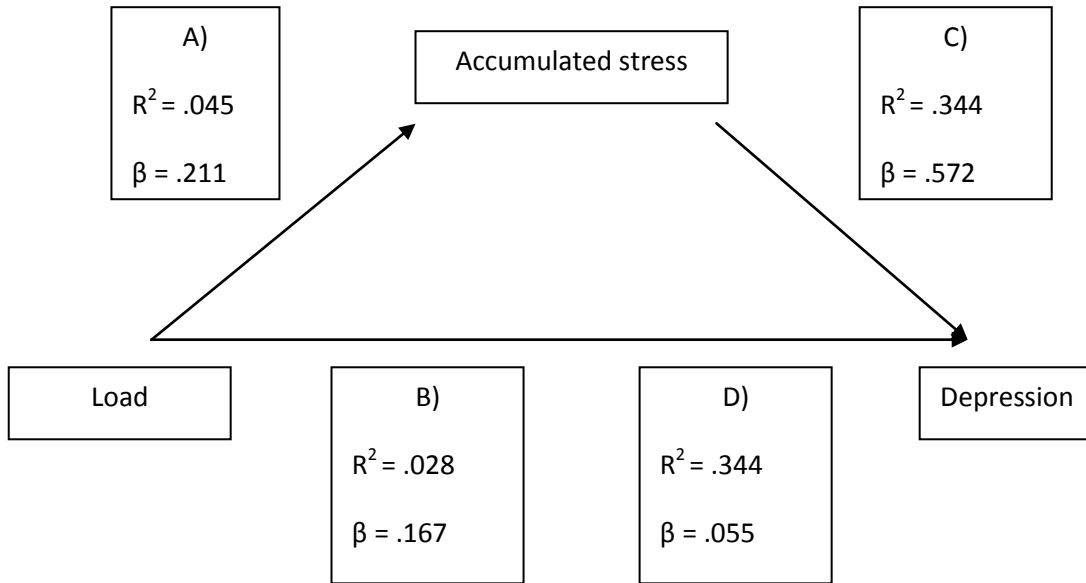 A)
R² = .045
β = .211
Accumulated stress
C)
R² = .344
β = .572
Load
B)
R² = .028
β = .167
D)
R² = .344
β = .055
Depression